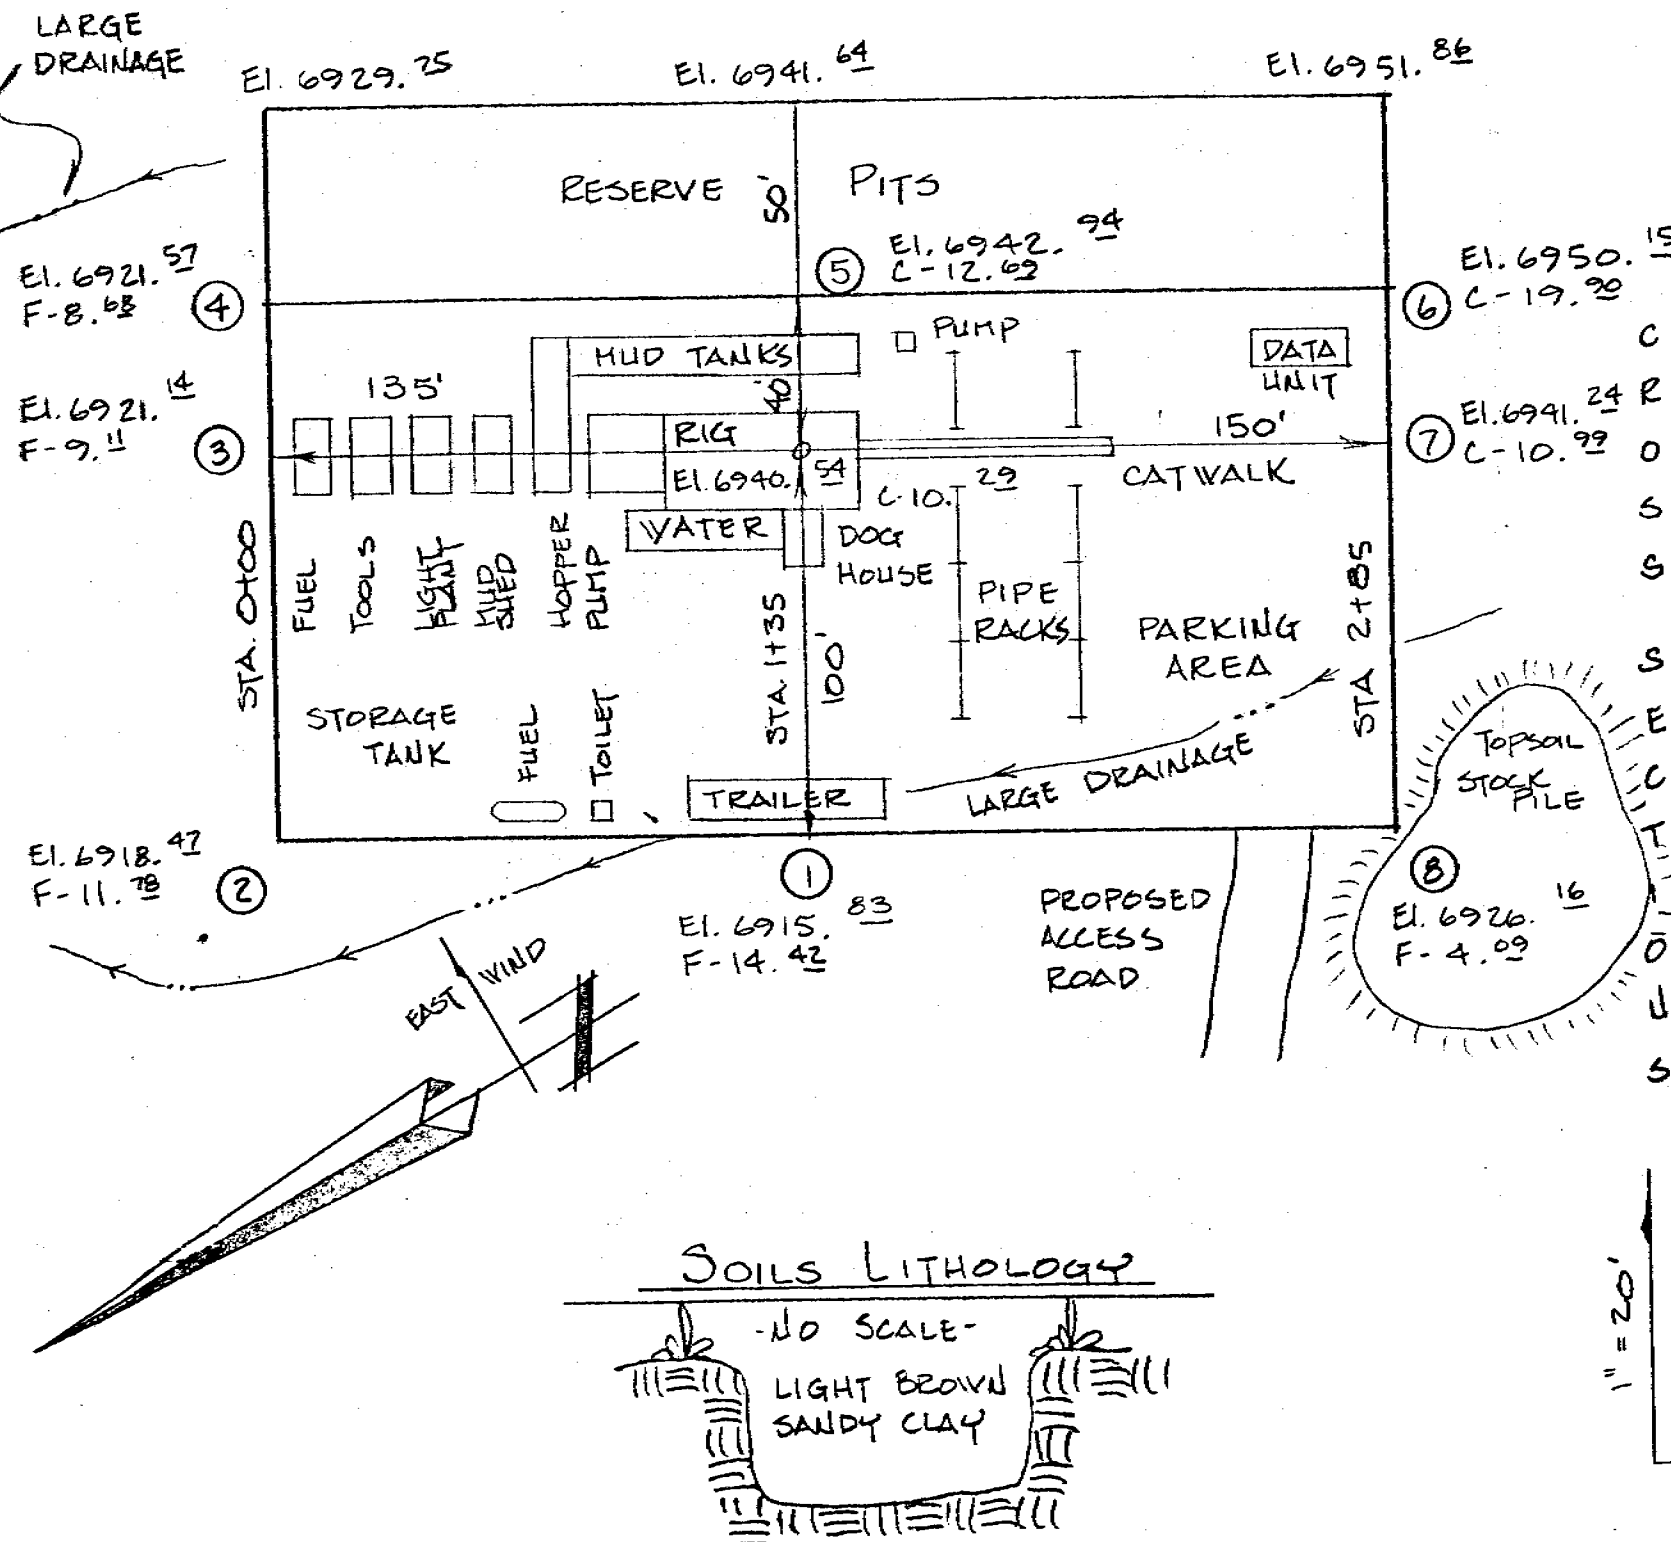 LARGE
DRAINAGE
El. 6929.25
El. 6941.64
El. 6951.86
RESERVE PITS
50'
El. 6921.57
F-8.68
4
5
El. 6942.94
C-12.69
El. 6950.15
C-19.90
6
MUD TANKS
PUMP
DATA
UNIT
135'
40'
El. 6921.14
F-9.11
3
RIG
El. 6940.54
C-10.29
150'
CATWALK
7
El. 6941.24
C-10.99
WATER
DOG
HOUSE
STA. 0+00
FUEL
TOOLS
LIGHT
PLANT
MUD
SHED
HOPPER
PUMP
STA. 1+35
100'
PIPE
RACKS
PARKING
AREA
STA 2+85
STORAGE
TANK
FUEL
TOILET
TRAILER
LARGE DRAINAGE
TOPSOIL
STOCK
PILE
El. 6918.47
F-11.78
2
1
El. 6915.83
F-14.42
PROPOSED
ACCESS
ROAD
8
El. 6926.16
F-4.09
EAST WIND
CROSS SECTIOUS
1" = 20'
SOILS LITHOLOGY
-NO SCALE-
LIGHT BROWN
SANDY CLAY